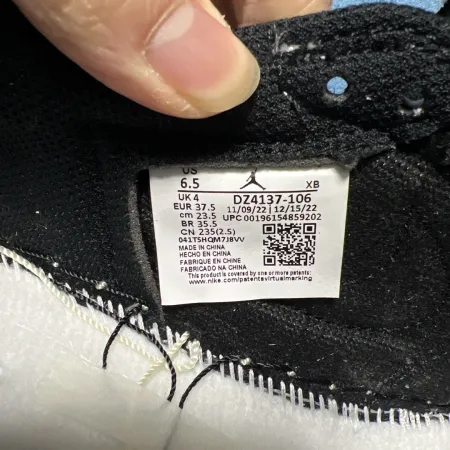 US
6.5 XB
UK 4 DZ4137-106
EUR 37.5 11/09/22 | 12/15/22
cm 23.5 UPC 00196154859202
BR 35.5
CN 235(2.5)
041TSHQM7J8VV
MADE IN CHINA
HECHO EN CHINA
FABRIQUE EN CHINE
FABRICADO NA CHINA
This product is covered by one or more patents:
www.nike.com/patentsvirtualmarking